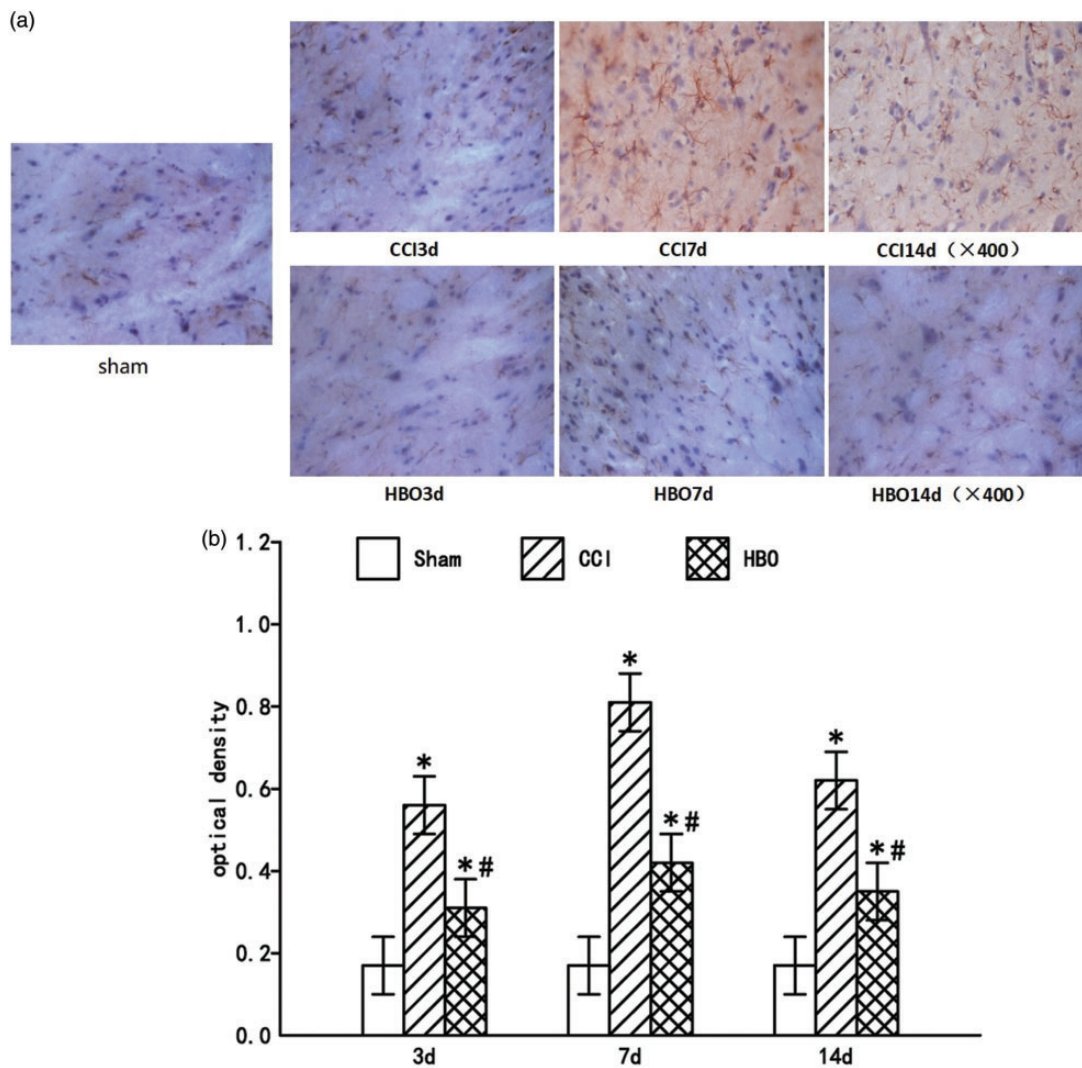 (a)
CCI3d
CCI7d
CCI14d（×400）
sham
HBO3d
HBO7d
HBO14d（×400）
(b)
1.2
Sham
CCI
HBO
1.0
0.8
0.6
0.4
0.2
0.0
optical density
*
*#
*
*#
*
*#
3d
7d
14d